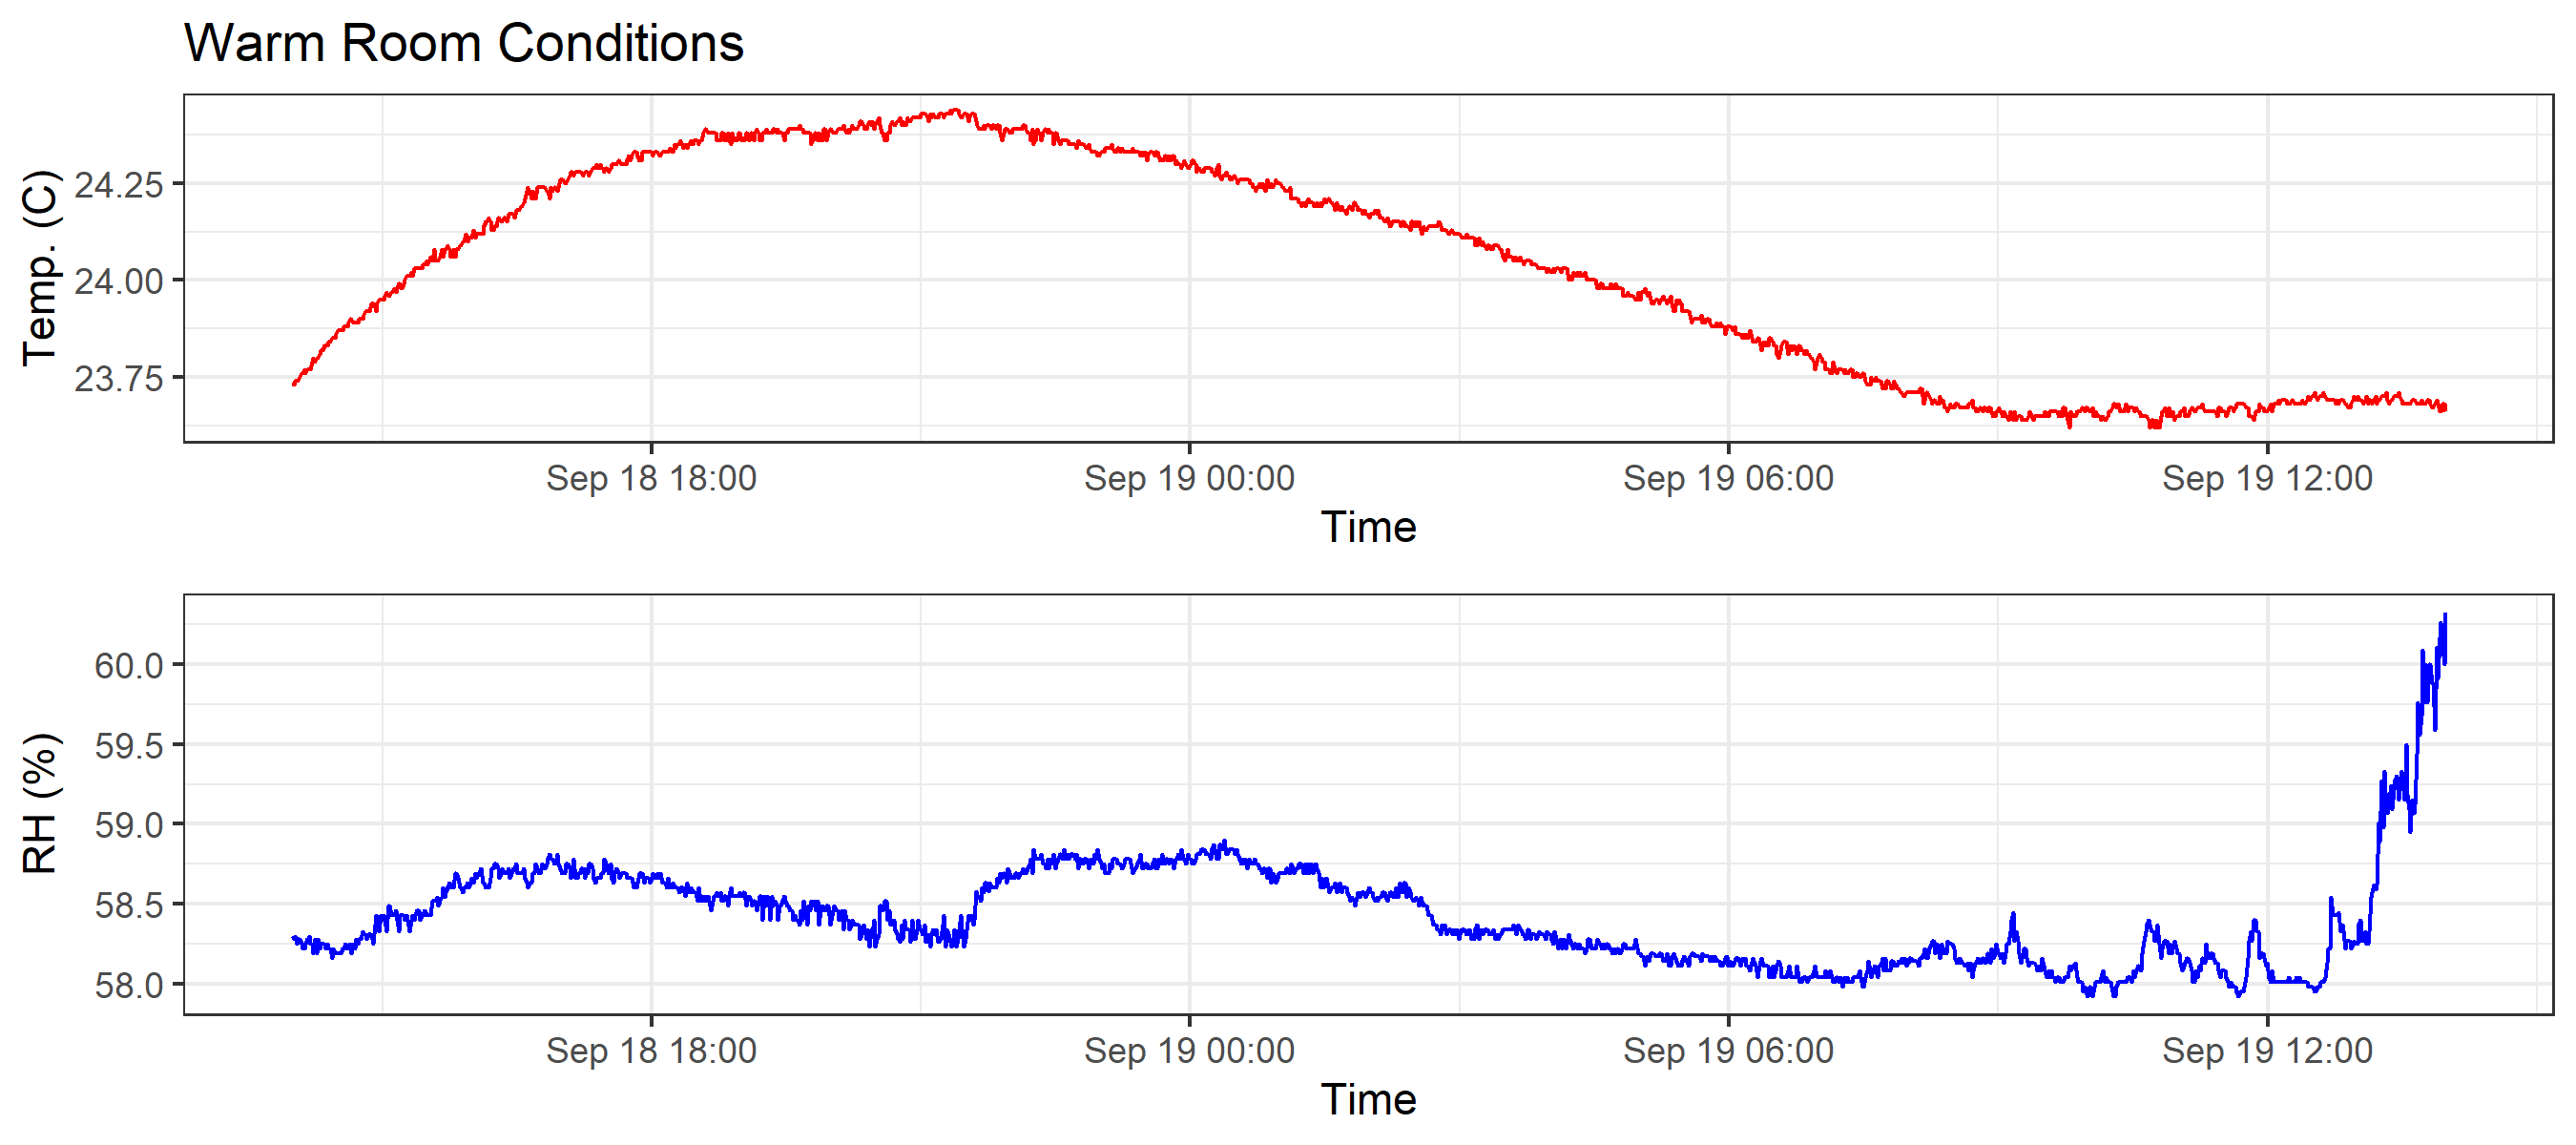 Warm Room Conditions
Temp. (C)
24.25
24.00
23.75
Sep 18 18:00 Sep 19 00:00 Sep 19 06:00 Sep 19 12:00
Time
RH (%)
60.0
59.5
59.0
58.5
58.0
Sep 18 18:00 Sep 19 00:00 Sep 19 06:00 Sep 19 12:00
Time